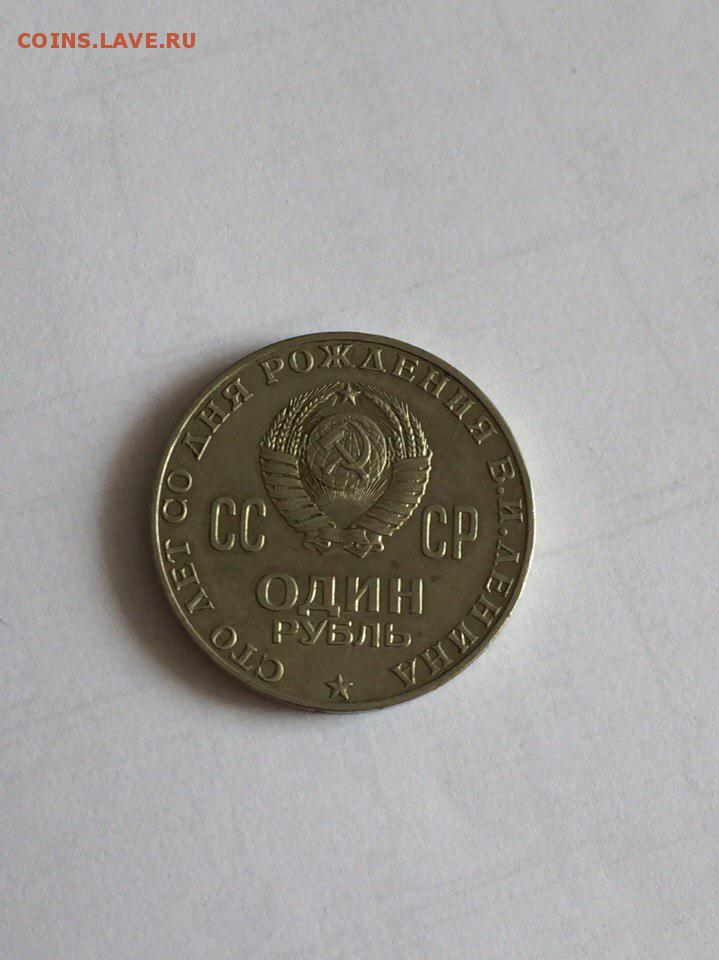 COINS.LAVE.RU
СТО ЛЕТ СО ДНЯ РОЖДЕНИЯ В.И.ЛЕНИНА
СС СР
ОДИН
РУБЛЬ